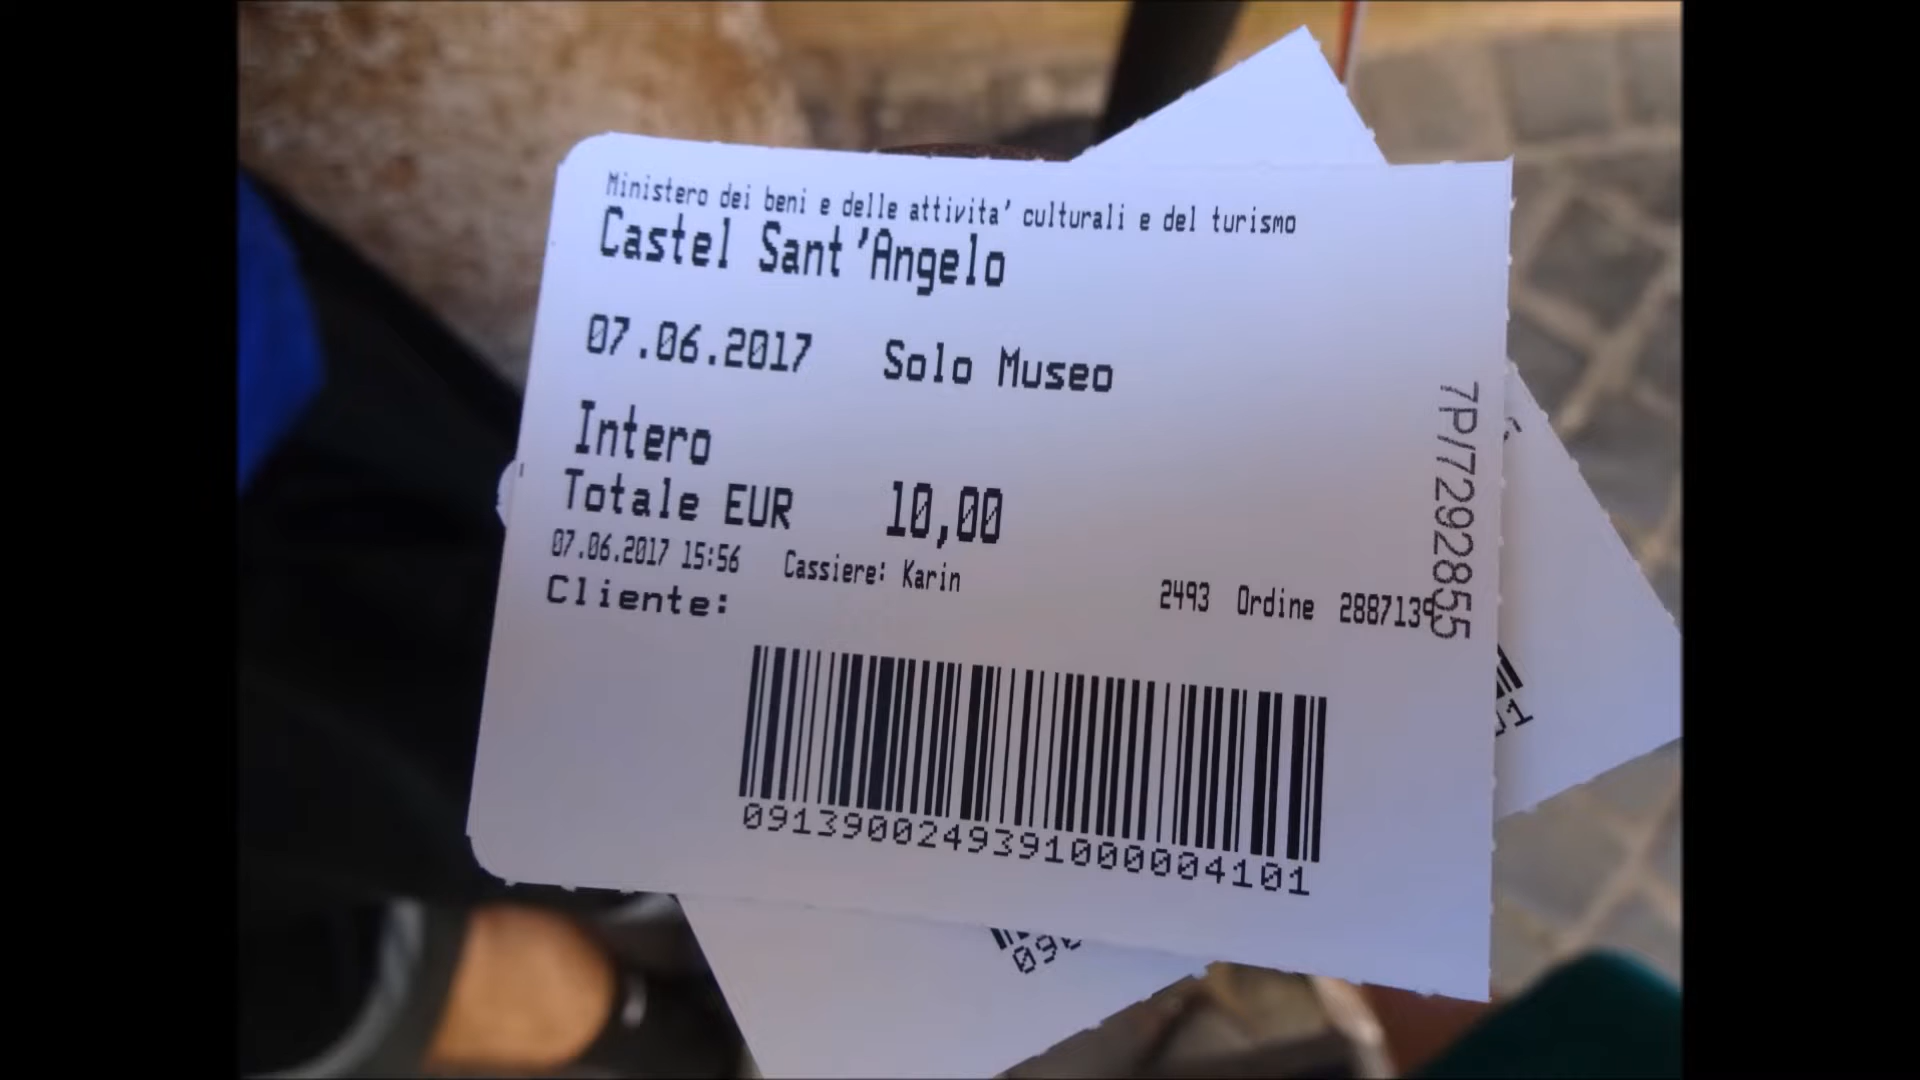 Ministero dei beni e delle attivita' culturali e del turismo
Castel Sant'Angelo
07.06.2017 Solo Museo
Intero
Totale EUR 10,00
07.06.2017 15:56 Cassiere: Karin 2493 Ordine 2887139
Cliente:
7P/7292855
091390024939100004101